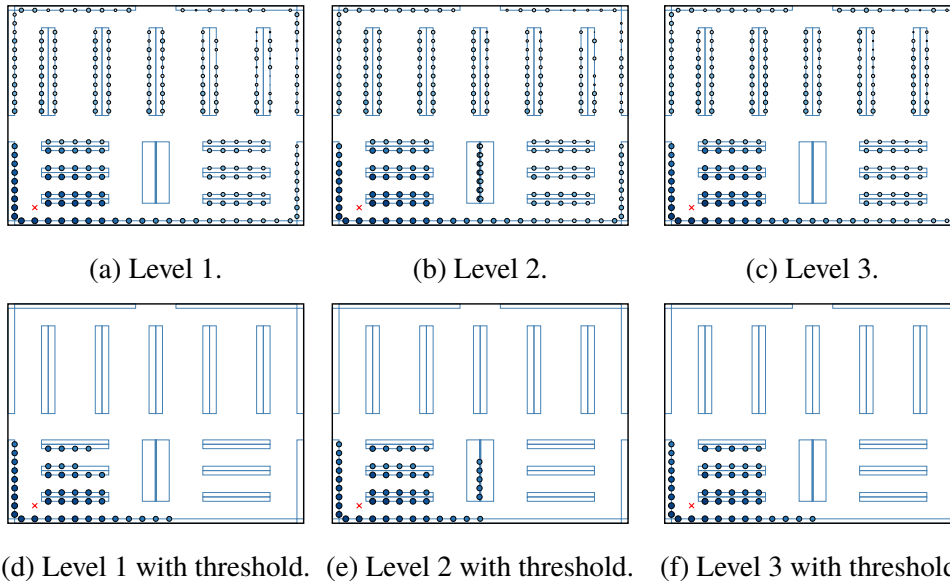 (a) Level 1. (b) Level 2. (c) Level 3.
(d) Level 1 with threshold. (e) Level 2 with threshold. (f) Level 3 with threshold